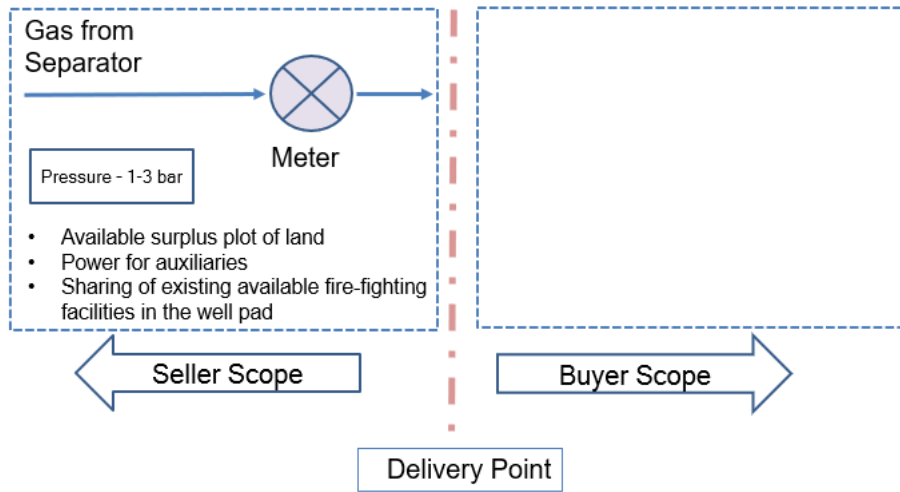 Gas from
Separator
Meter
Pressure - 1-3 bar
• Available surplus plot of land
• Power for auxiliaries
• Sharing of existing available fire-fighting
facilities in the well pad
Seller Scope
Buyer Scope
Delivery Point